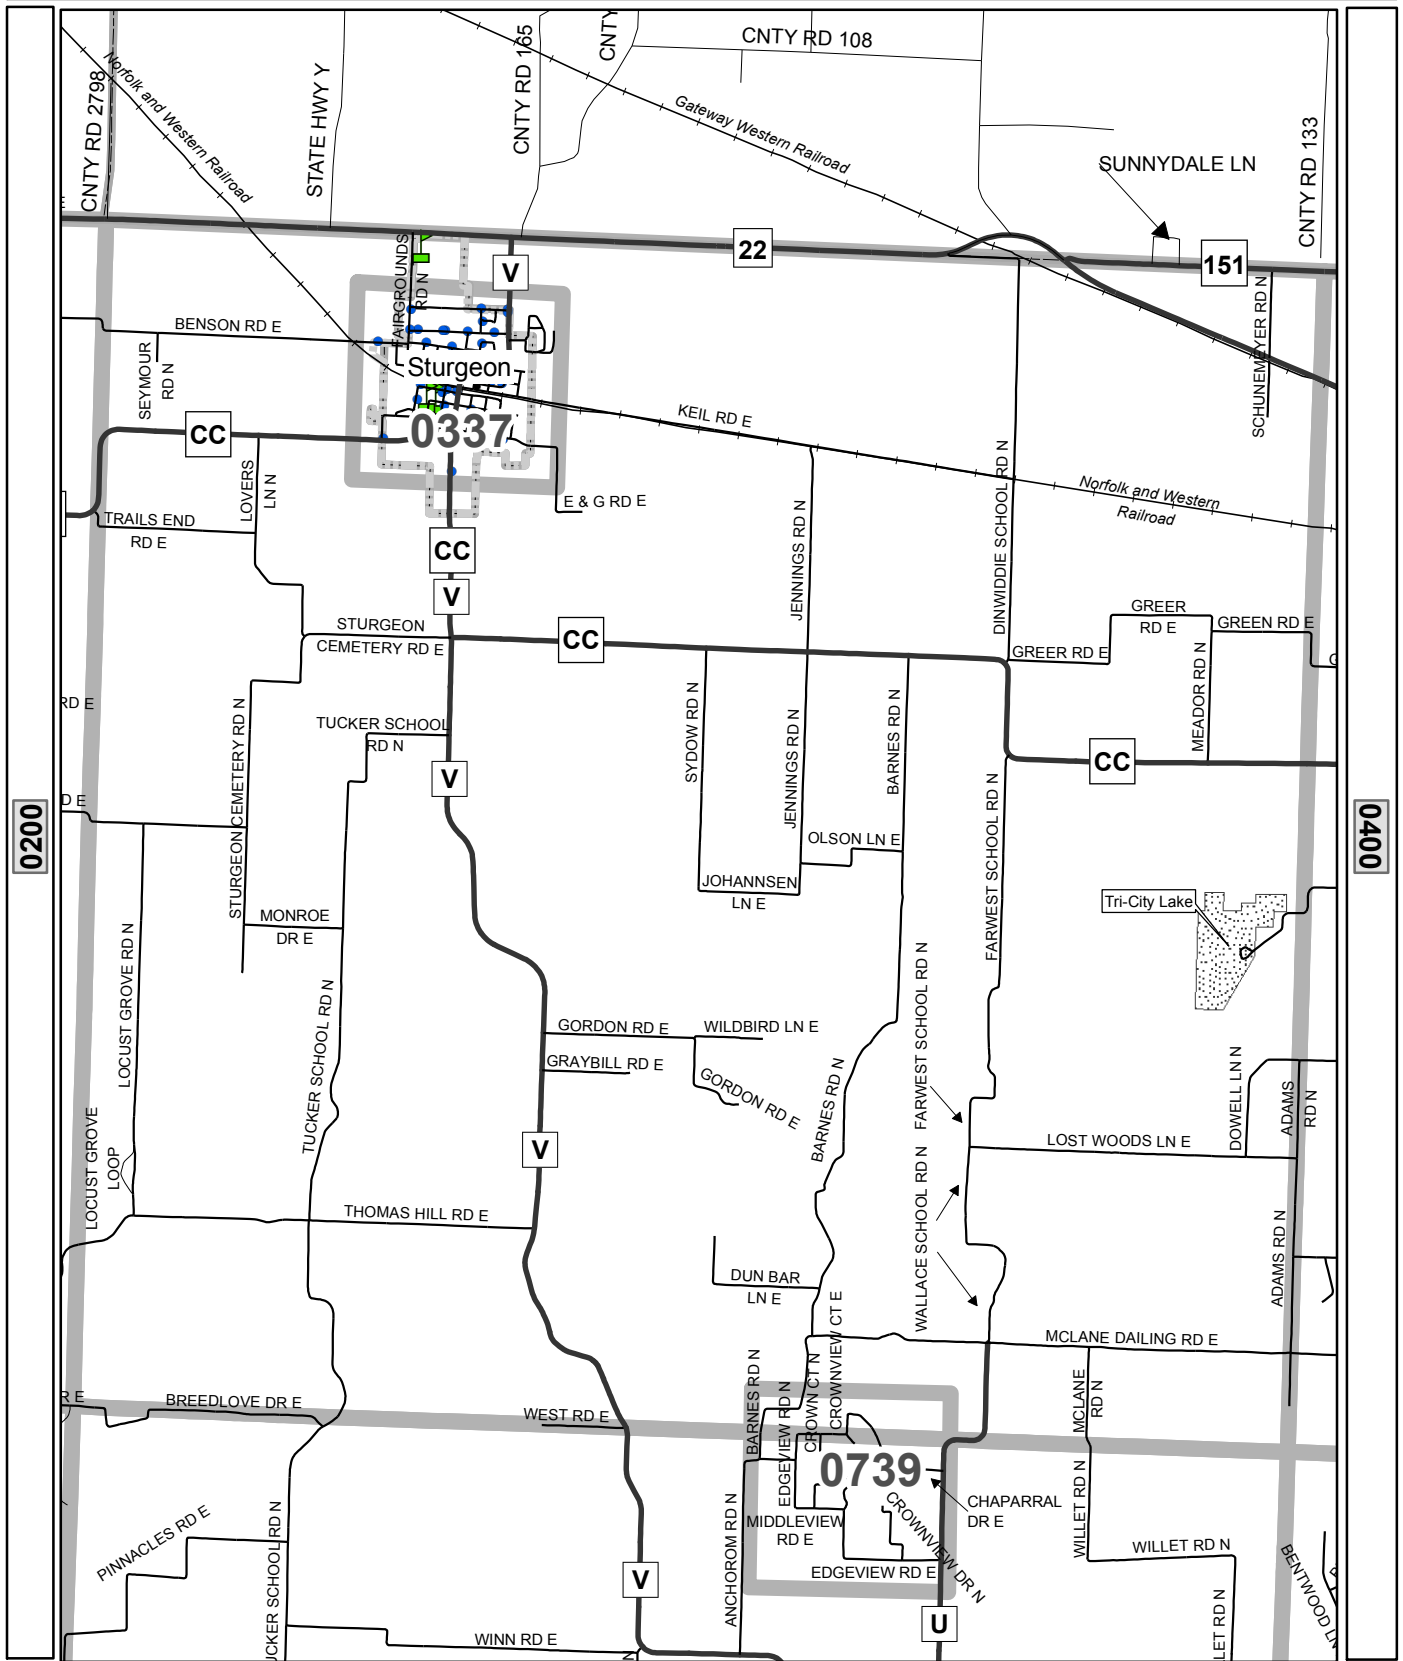 CNTY RD 2798
Norfolk and Western Railroad
STATE HWY Y
CNTY RD 165
CNTY
CNTY RD 108
Gateway Western Railroad
SUNNYDALE LN
CNTY RD 133
E
22
151
V
FAIRGROUNDS
RD N
BENSON RD E
SEYMOUR
RD N
Sturgeon
0337
CC
KEIL RD E
SCHUNEMEYER RD N
LOVERS
LN N
TRAILS END
RD E
E & G RD E
JENNINGS RD N
DINWIDDIE SCHOOL RD N
Norfolk and Western
Railroad
CC
V
STURGEON
CEMETERY RD E
CC
GREER
RD E
GREEN RD E
GREER RD E
G
MEADOR RD N
RD E
STURGEON CEMETERY RD N
TUCKER SCHOOL
RD N
V
SYDOW RD N
JENNINGS RD N
BARNES RD N
FARWEST SCHOOL RD N
CC
0200
D E
0400
OLSON LN E
JOHANNSEN
LN E
Tri-City Lake
MONROE
DR E
LOCUST GROVE RD N
TUCKER SCHOOL RD N
FARWEST SCHOOL RD N
GORDON RD E
WILDBIRD LN E
GRAYBILL RD E
GORDON RD E
BARNES RD N
DOWELL LN N
ADAMS
RD N
LOCUST GROVE
LOOP
V
LOST WOODS LN E
WALLACE SCHOOL RD N
THOMAS HILL RD E
ADAMS RD N
DUN BAR
LN E
CROWNVIEW CT E
MCLANE DAILING RD E
BARNES RD N
CROWN CT N
EDGEVIEW RD N
MCLANE
RD N
R E
BREEDLOVE DR E
WEST RD E
0739
CHAPARRAL
DR E
WILLET RD N
MIDDLEVIEW
RD E
CROWNVIEW DR N
PINNACLES RD E
UCKER SCHOOL RD N
ANCHOROM RD N
EDGEVIEW RD E
WILLET RD N
BENTWOOD LN
V
U
LET RD N
WINN RD E
N